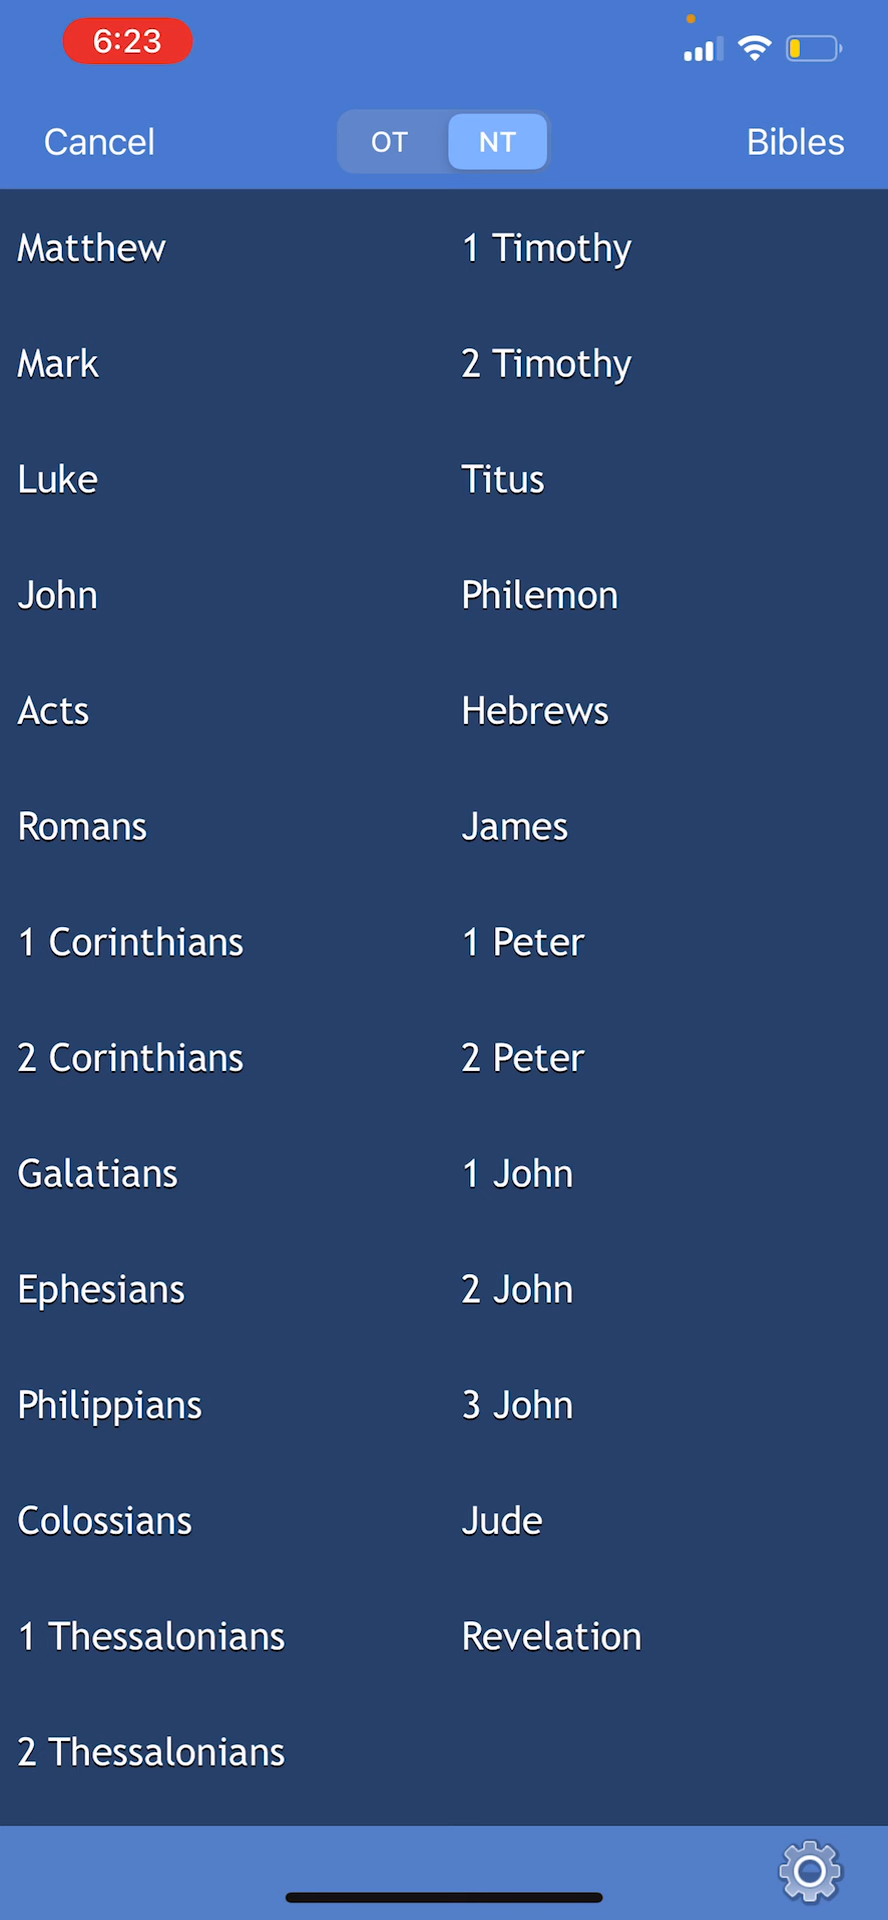 6:23
Cancel
OT
NT
Bibles
Matthew
Mark
Luke
John
Acts
Romans
1 Corinthians
2 Corinthians
Galatians
Ephesians
Philippians
Colossians
1 Thessalonians
2 Thessalonians
1 Timothy
2 Timothy
Titus
Philemon
Hebrews
James
1 Peter
2 Peter
1 John
2 John
3 John
Jude
Revelation